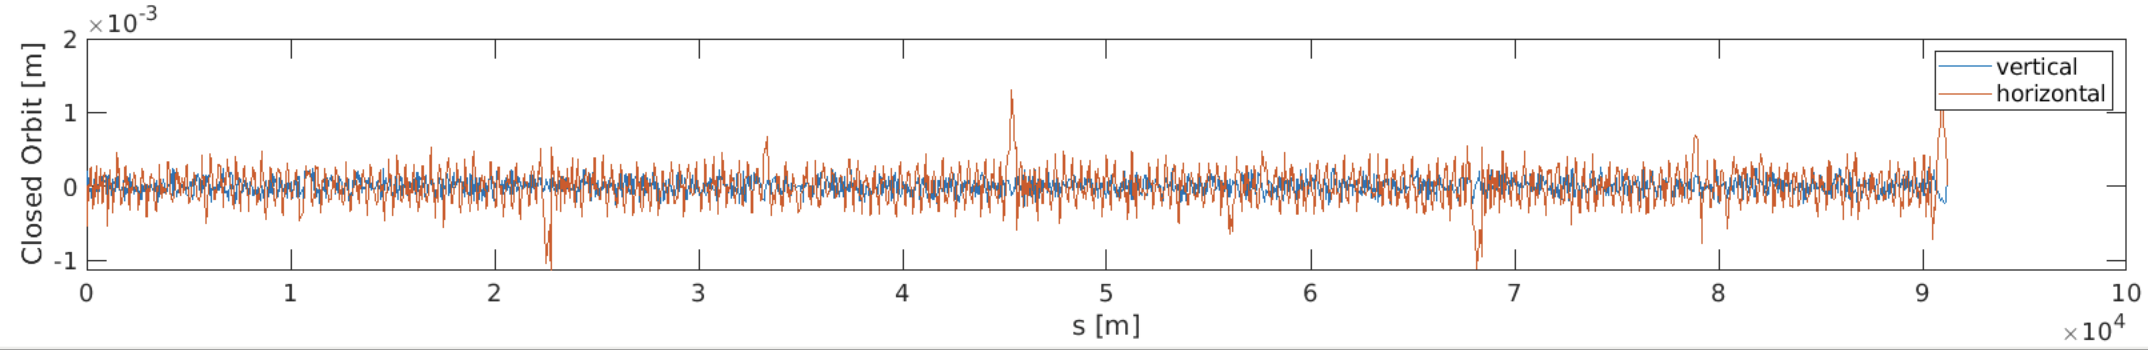 ×10⁻³
2
1
0
-1
Closed Orbit [m]
vertical
horizontal
0 1 2 3 4 5 6 7 8 9 10
s [m]
×10⁴